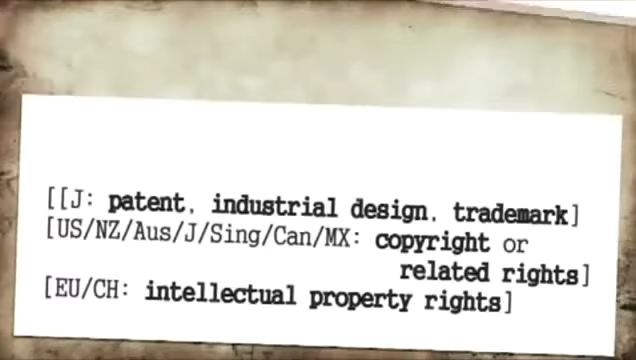 [[J: patent, industrial design, trademark]
[US/NZ/Aus/J/Sing/Can/MX: copyright or
related rights]
[EU/CH: intellectual property rights]